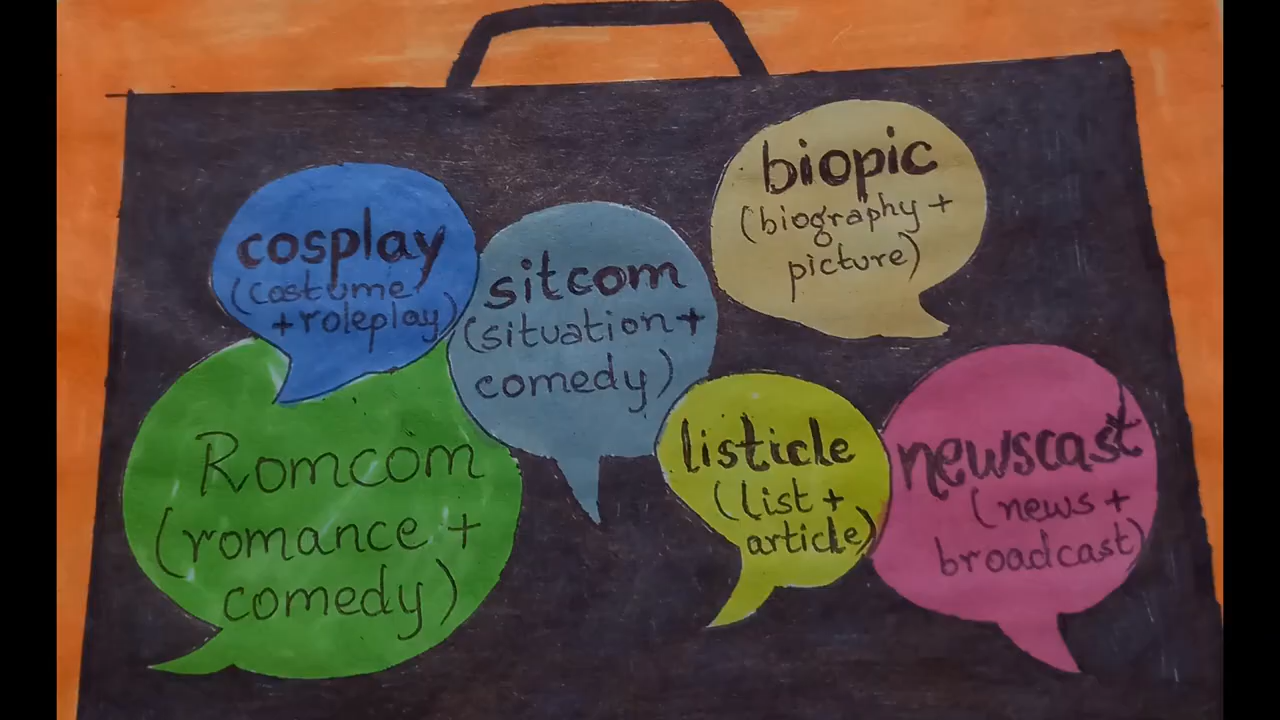 biopic
(biography +
picture)
cosplay
(costume
+roleplay)
sitcom
(situation +
comedy)
Romcom
(romance +
comedy)
listicle
(list +
article)
newscast
(news +
broadcast)